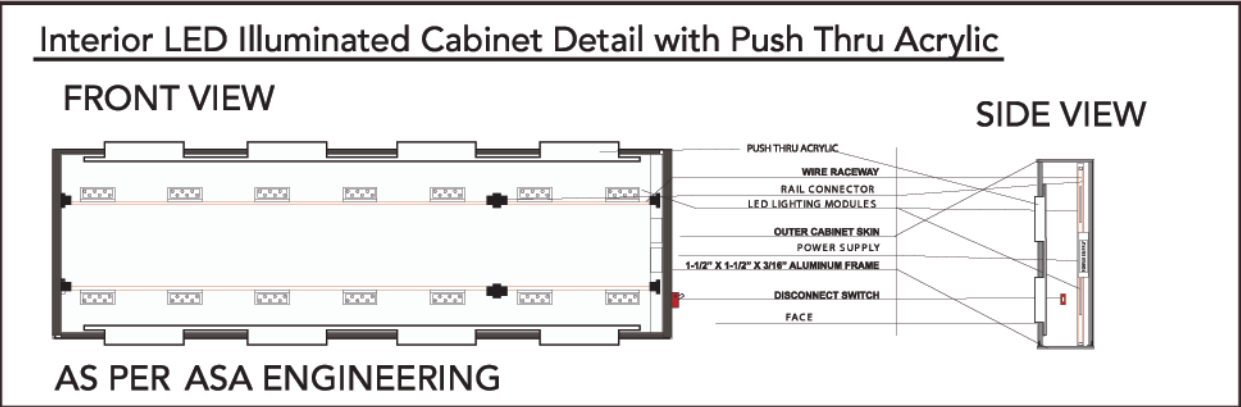 Interior LED Illuminated Cabinet Detail with Push Thru Acrylic
FRONT VIEW
SIDE VIEW
PUSH THRU ACRYLIC
WIRE RACEWAY
RAIL CONNECTOR
LED LIGHTING MODULES
OUTER CABINET SKIN
POWER SUPPLY
1-1/2" X 1-1/2" X 3/16" ALUMINUM FRAME
DISCONNECT SWITCH
FACE
AS PER ASA ENGINEERING